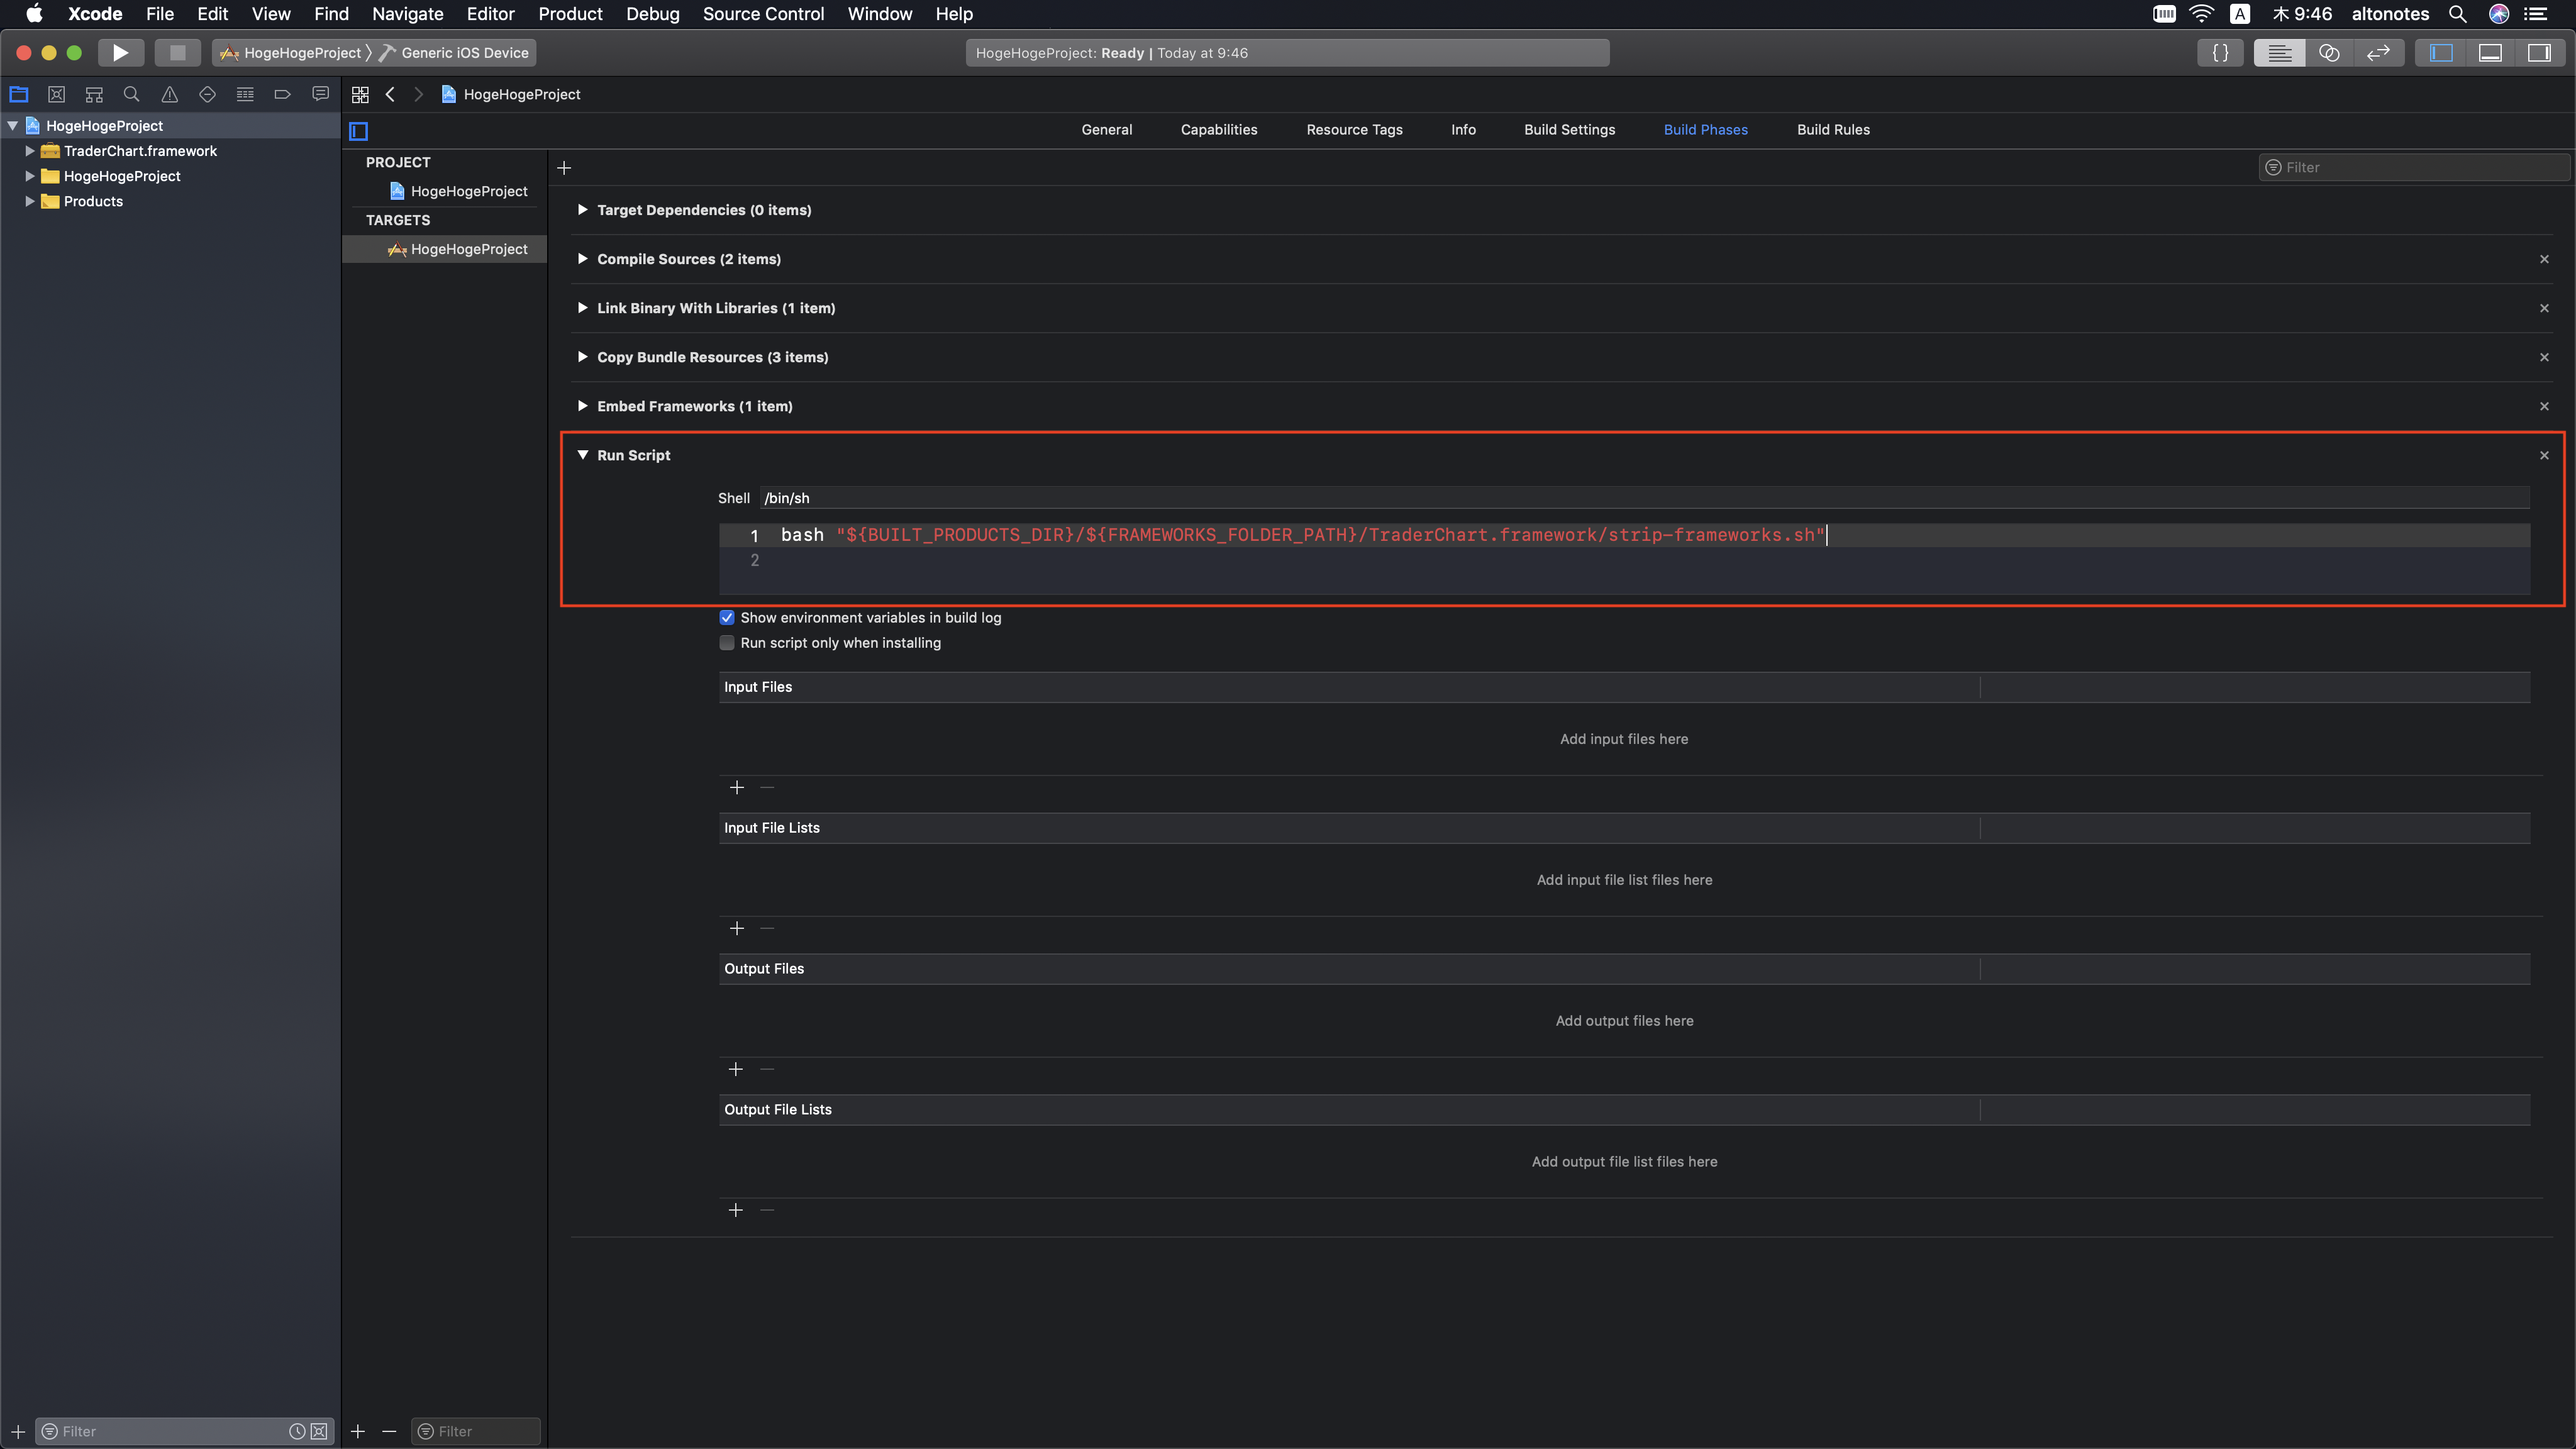 Xcode File Edit View Find Navigate Editor Product Debug Source Control Window Help A 木 9:46 altonotes
HogeHogeProject Generic iOS Device HogeHogeProject: Ready | Today at 9:46 {}
HogeHogeProject
HogeHogeProject
TraderChart.framework
HogeHogeProject
Products
General Capabilities Resource Tags Info Build Settings Build Phases Build Rules
PROJECT
HogeHogeProject
TARGETS
HogeHogeProject
Filter
Target Dependencies (0 items)
Compile Sources (2 items)
Link Binary With Libraries (1 item)
Copy Bundle Resources (3 items)
Embed Frameworks (1 item)
Run Script
Shell /bin/sh
1 bash "${BUILT_PRODUCTS_DIR}/${FRAMEWORKS_FOLDER_PATH}/TraderChart.framework/strip-frameworks.sh"
2
Show environment variables in build log
Run script only when installing
Input Files
Add input files here
Input File Lists
Add input file list files here
Output Files
Add output files here
Output File Lists
Add output file list files here
Filter
Filter